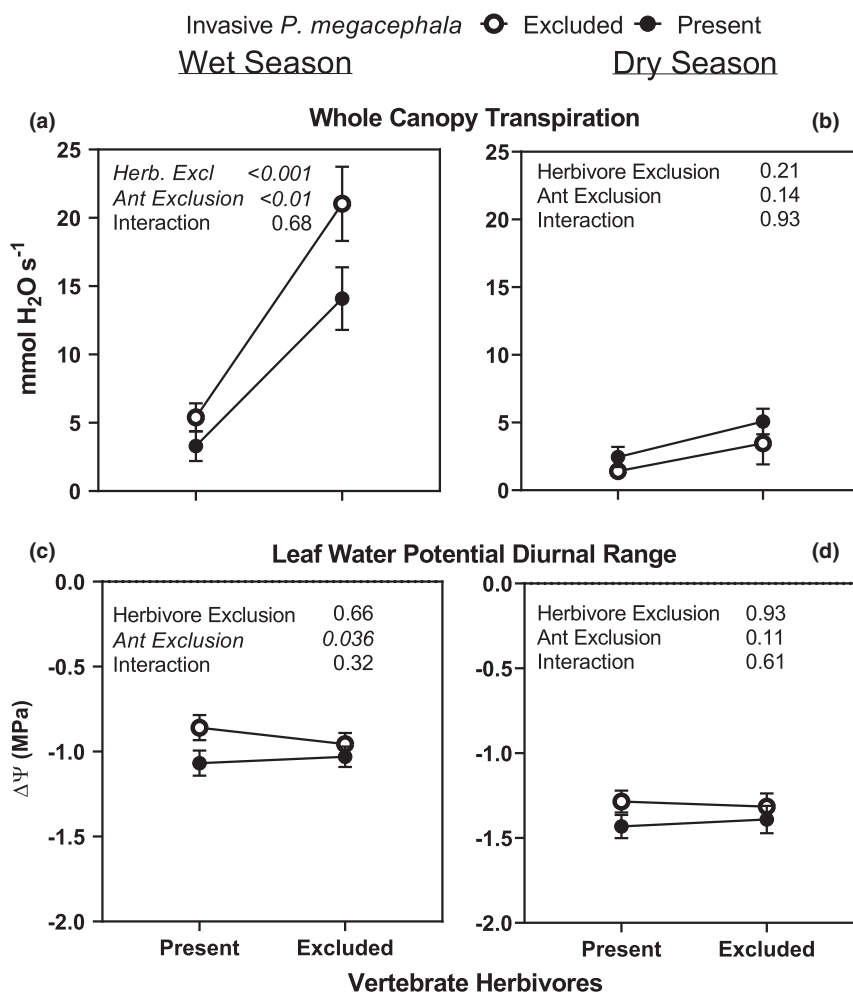 Invasive P. megacephala Excluded Present
Wet Season Dry Season
(a) Whole Canopy Transpiration (b)
mmol H₂O s⁻¹
25
20
15
10
5
0
Herb. Excl <0.001
Ant Exclusion <0.01
Interaction 0.68
25
20
15
10
5
0
Herbivore Exclusion 0.21
Ant Exclusion 0.14
Interaction 0.93
(c) Leaf Water Potential Diurnal Range (d)
ΔΨ (MPa)
0.0
-0.5
-1.0
-1.5
-2.0
Herbivore Exclusion 0.66
Ant Exclusion 0.036
Interaction 0.32
Present Excluded
0.0
-0.5
-1.0
-1.5
-2.0
Herbivore Exclusion 0.93
Ant Exclusion 0.11
Interaction 0.61
Present Excluded
Vertebrate Herbivores